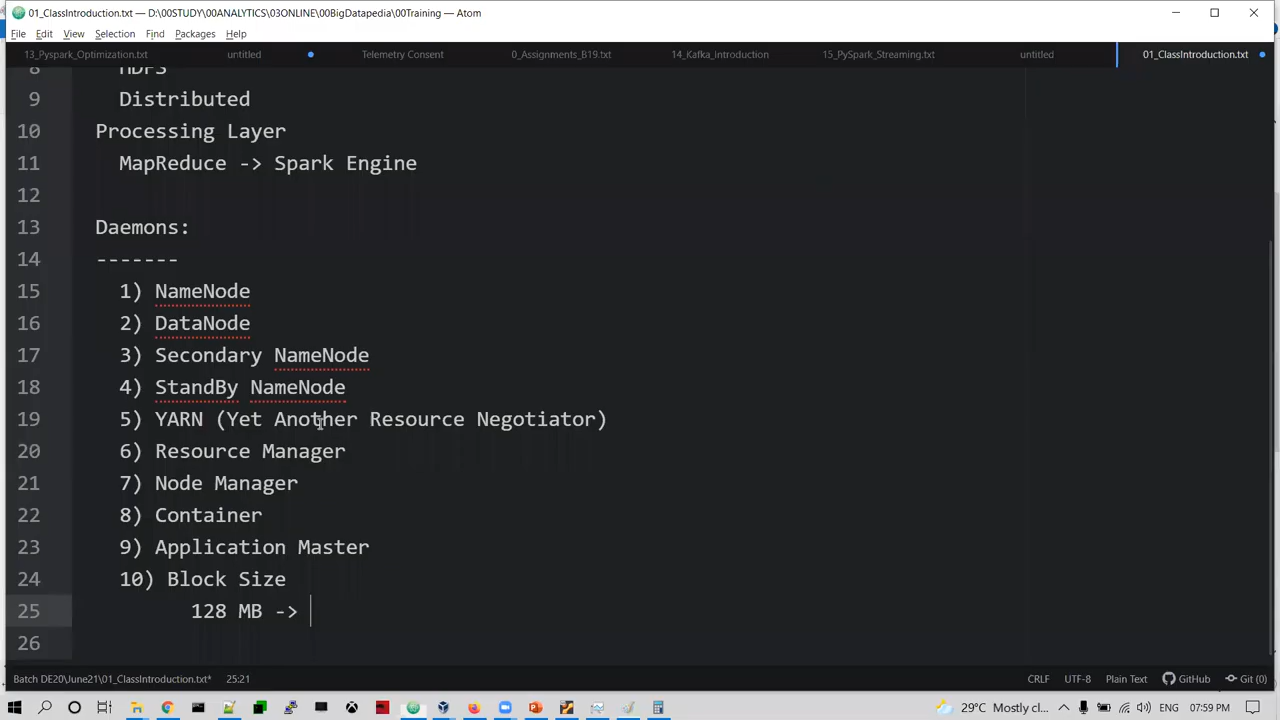 01_ClassIntroduction.txt — D:\00STUDY\00ANALYTICS\03ONLINE\00BigDatapedia\00Training — Atom
File Edit View Selection Find Packages Help
13_Pyspark_Optimization.txt untitled Telemetry Consent 0_Assignments_B19.txt 14_Kafka_Introduction 15_PySpark_Streaming.txt untitled 01_ClassIntroduction.txt
8 HDFS
9 Distributed
10 Processing Layer
11 MapReduce -> Spark Engine
12
13 Daemons:
14 -------
15 1) NameNode
16 2) DataNode
17 3) Secondary NameNode
18 4) StandBy NameNode
19 5) YARN (Yet Another Resource Negotiator)
20 6) Resource Manager
21 7) Node Manager
22 8) Container
23 9) Application Master
24 10) Block Size
25 128 MB ->
26
Batch DE20\June21\01_ClassIntroduction.txt* 25:21 CRLF UTF-8 Plain Text GitHub Git (0)
29°C Mostly cl... ENG 07:59 PM